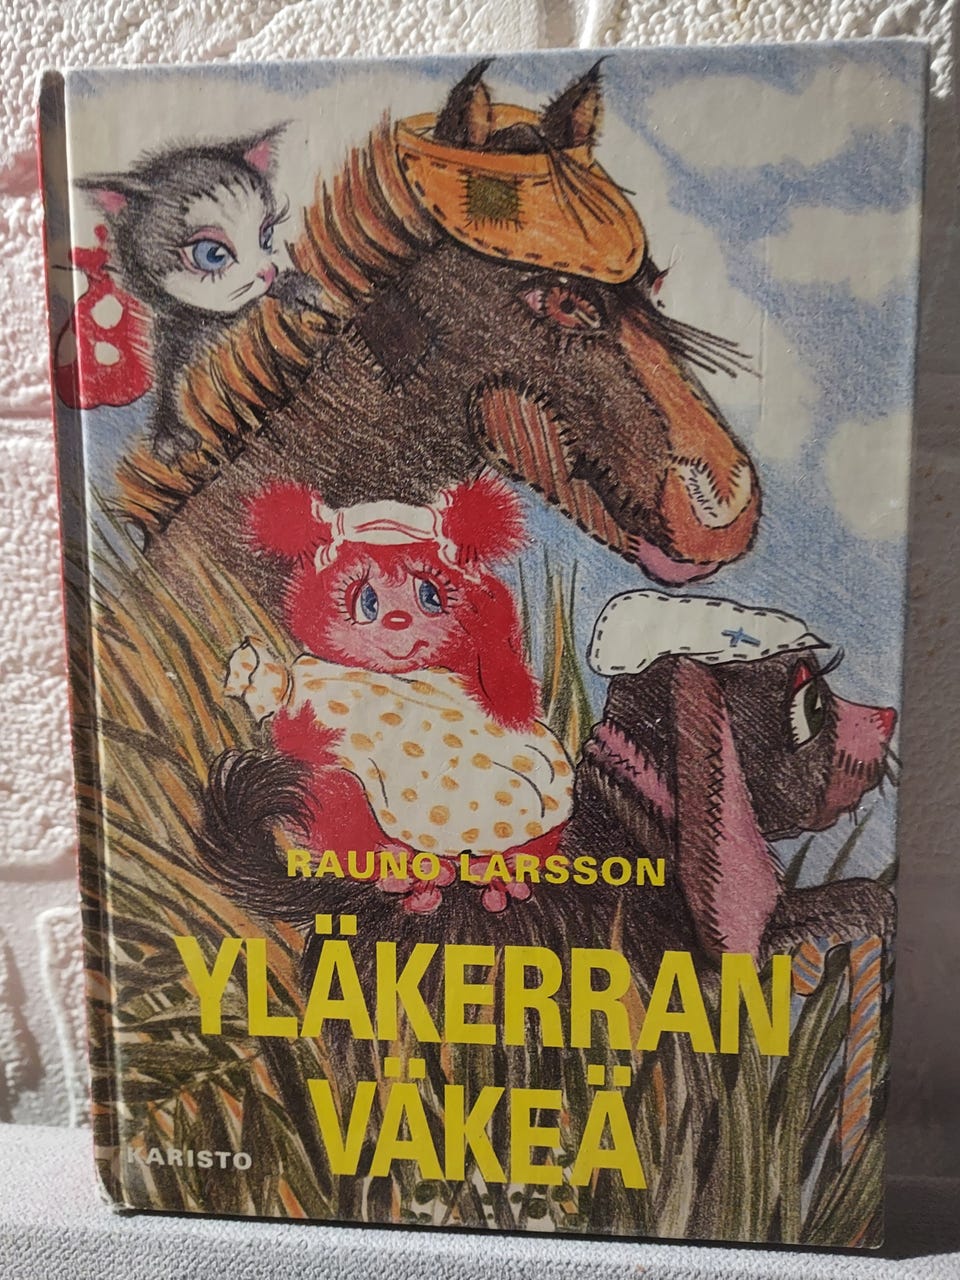 RAUNO LARSSON
YLÄKERRAN
VÄKEÄ
KARISTO